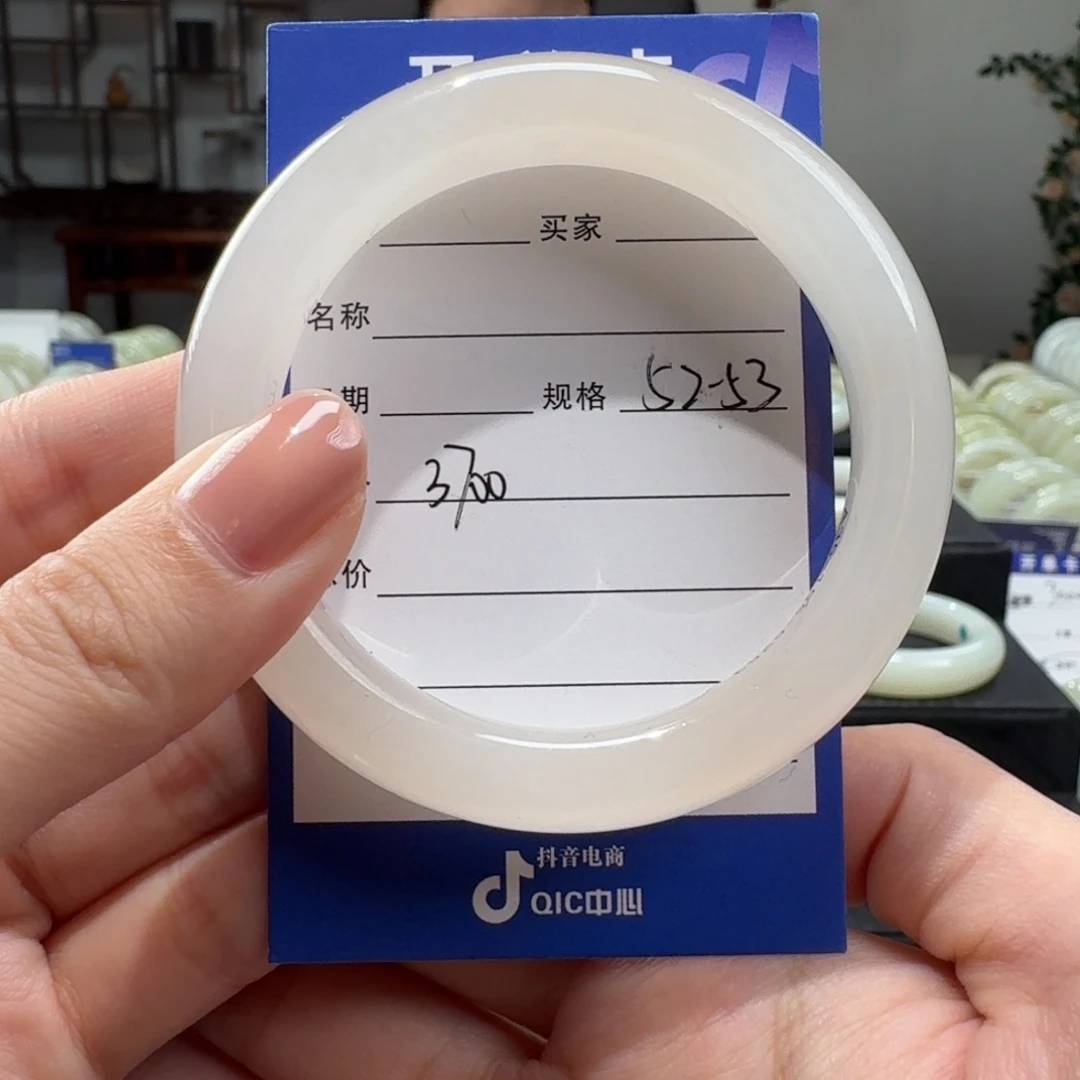 买家
名称
期 规格 52-53
3700
价
抖音电商
QIC中心